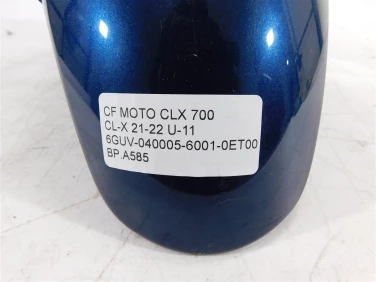 CF MOTO CLX 700
CL-X 21-22 U-11
6GUV-040005-6001-0ET00
BP.A585